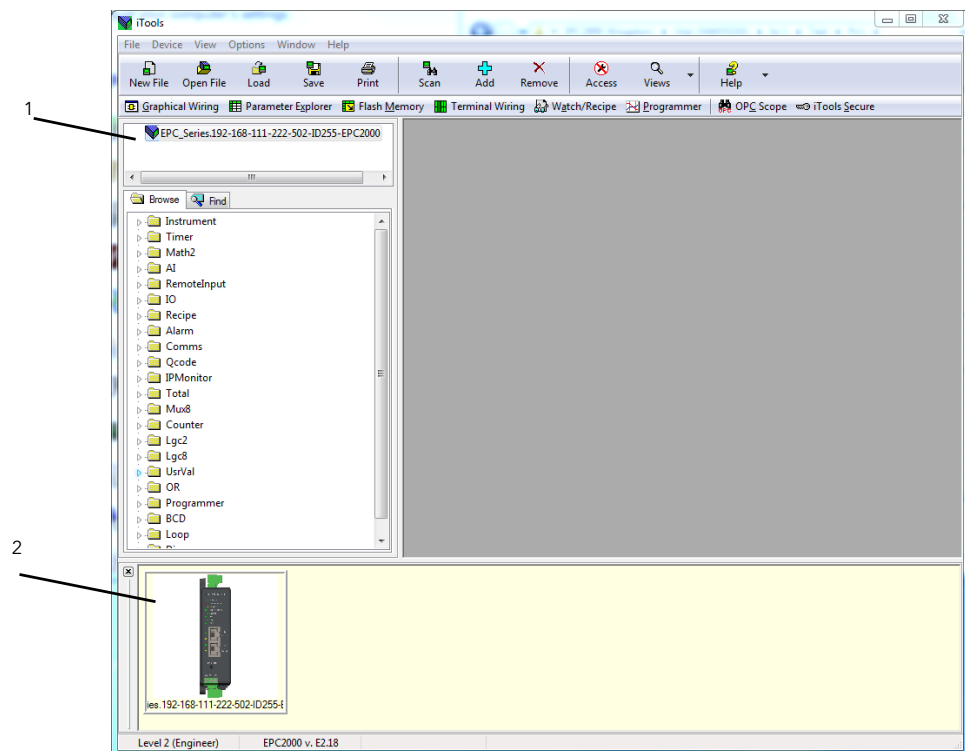 iTools
File Device View Options Window Help
New File Open File Load Save Print Scan Add Remove Access Views Help
Graphical Wiring Parameter Explorer Flash Memory Terminal Wiring Watch/Recipe Programmer OPC Scope iTools Secure
1
EPC_Series.192-168-111-222-502-ID255-EPC2000
Browse Find
Instrument
Timer
Math2
AI
RemoteInput
IO
Recipe
Alarm
Comms
Qcode
IPMonitor
Total
Mux8
Counter
Lgc2
Lgc8
UsrVal
OR
Programmer
BCD
Loop
2
ies.192-168-111-222-502-ID255-E
Level 2 (Engineer) EPC2000 v. E2.18